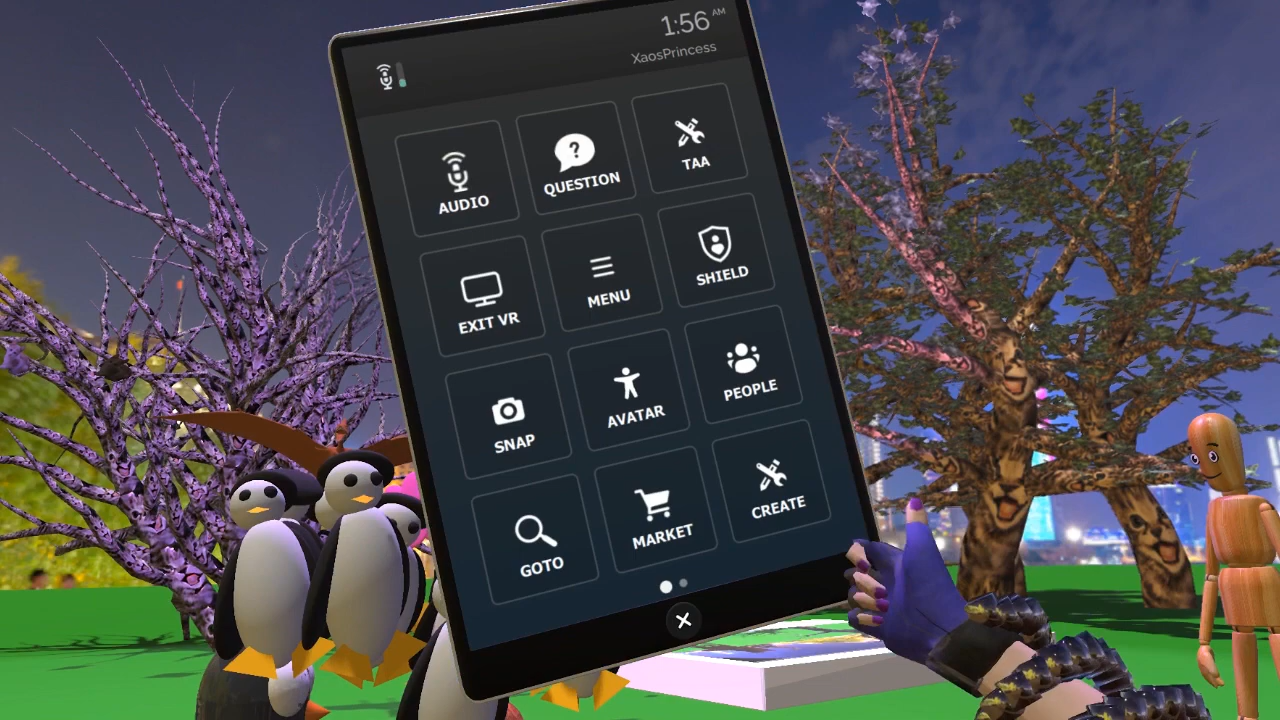 1:56 AM
XaosPrincess
AUDIO
QUESTION
TAA
EXIT VR
MENU
SHIELD
SNAP
AVATAR
PEOPLE
GOTO
MARKET
CREATE